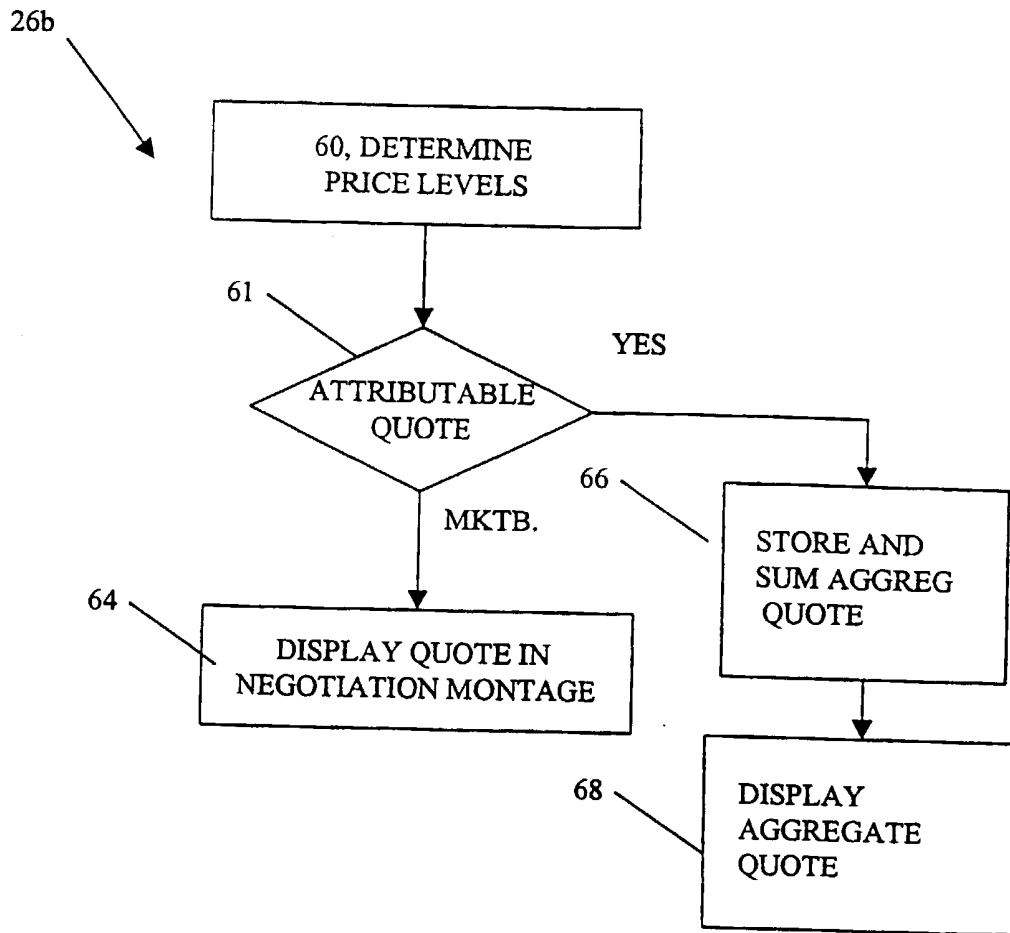 26b
60, DETERMINE
PRICE LEVELS
61
YES
ATTRIBUTABLE
QUOTE
66
MKTB.
STORE AND
SUM AGGREG
QUOTE
64
DISPLAY QUOTE IN
NEGOTIATION MONTAGE
68
DISPLAY
AGGREGATE
QUOTE